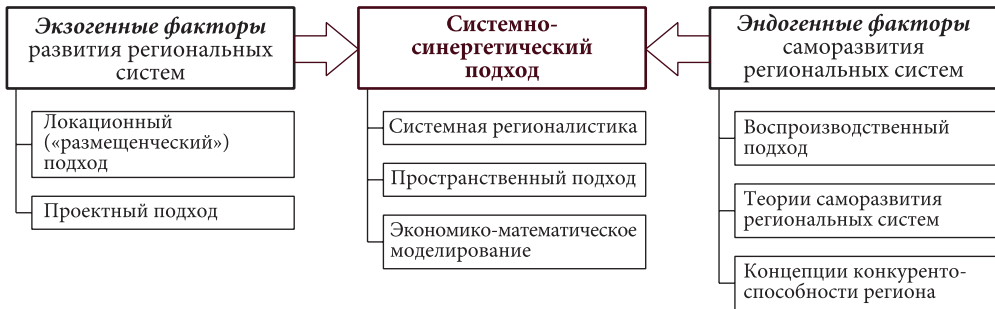 Экзогенные факторы
развития региональных
систем
Локационный
(«размещенческий»)
подход
Проектный подход
Системно-
синергетический
подход
Системная регионалистика
Пространственный подход
Экономико-математическое
моделирование
Эндогенные факторы
саморазвития
региональных систем
Воспроизводственный
подход
Теории саморазвития
региональных систем
Концепции конкуренто-
способности региона